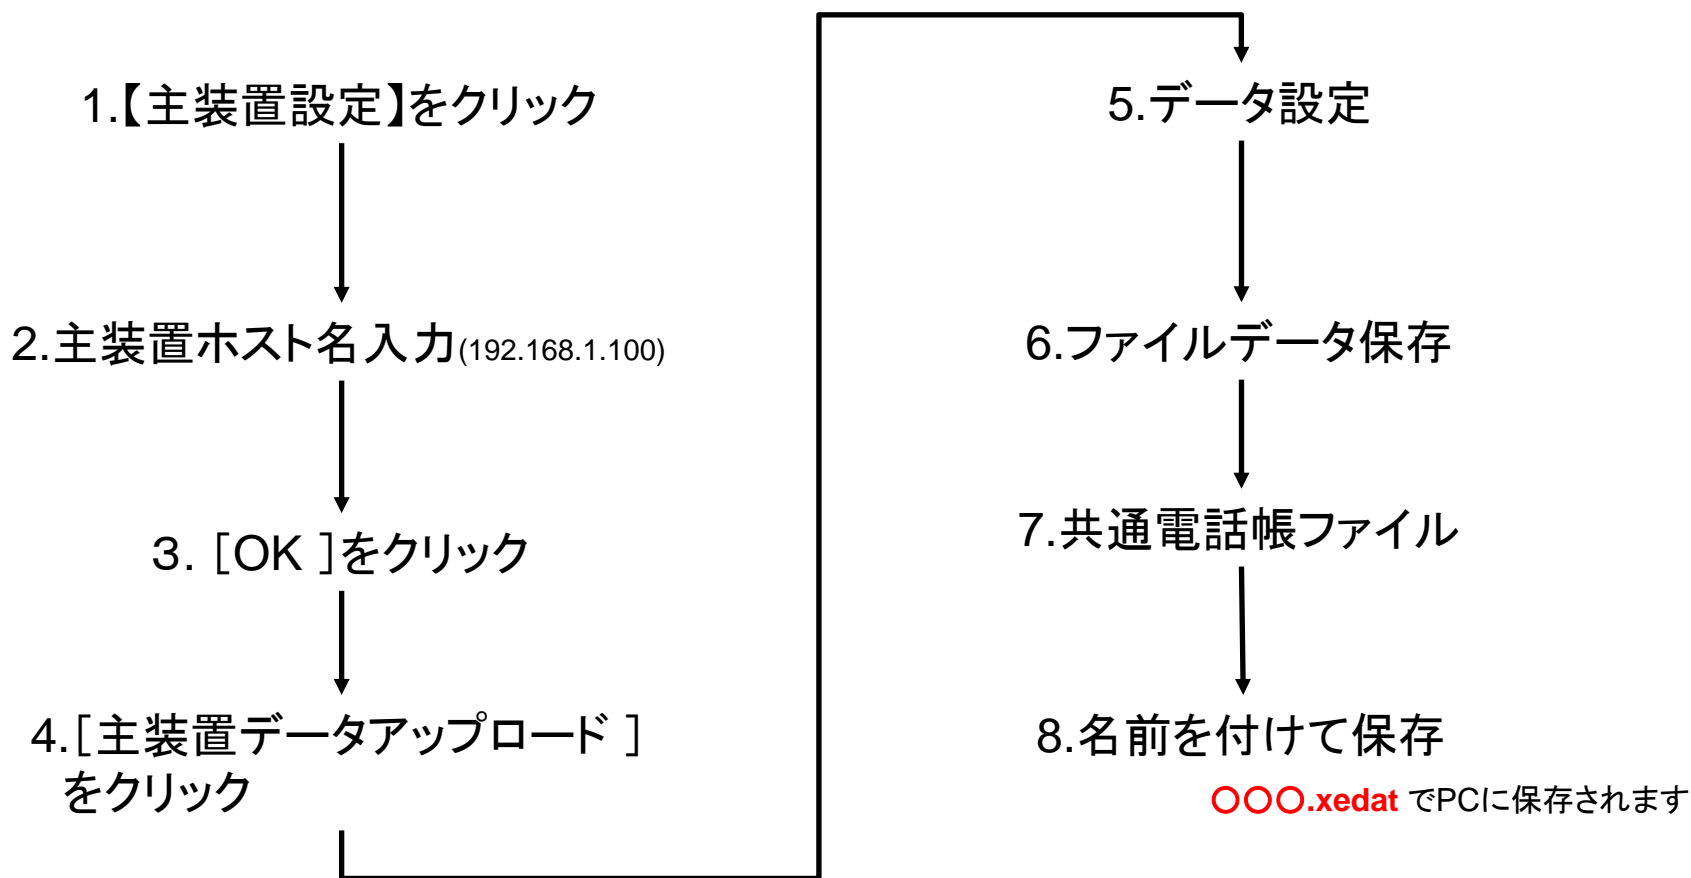 1.【主装置設定】をクリック
2.主装置ホスト名入力(192.168.1.100)
3.［OK ］をクリック
4.［主装置データアップロード ］
をクリック
5.データ設定
6.ファイルデータ保存
7.共通電話帳ファイル
8.名前を付けて保存
〇〇〇.xedat でPCに保存されます